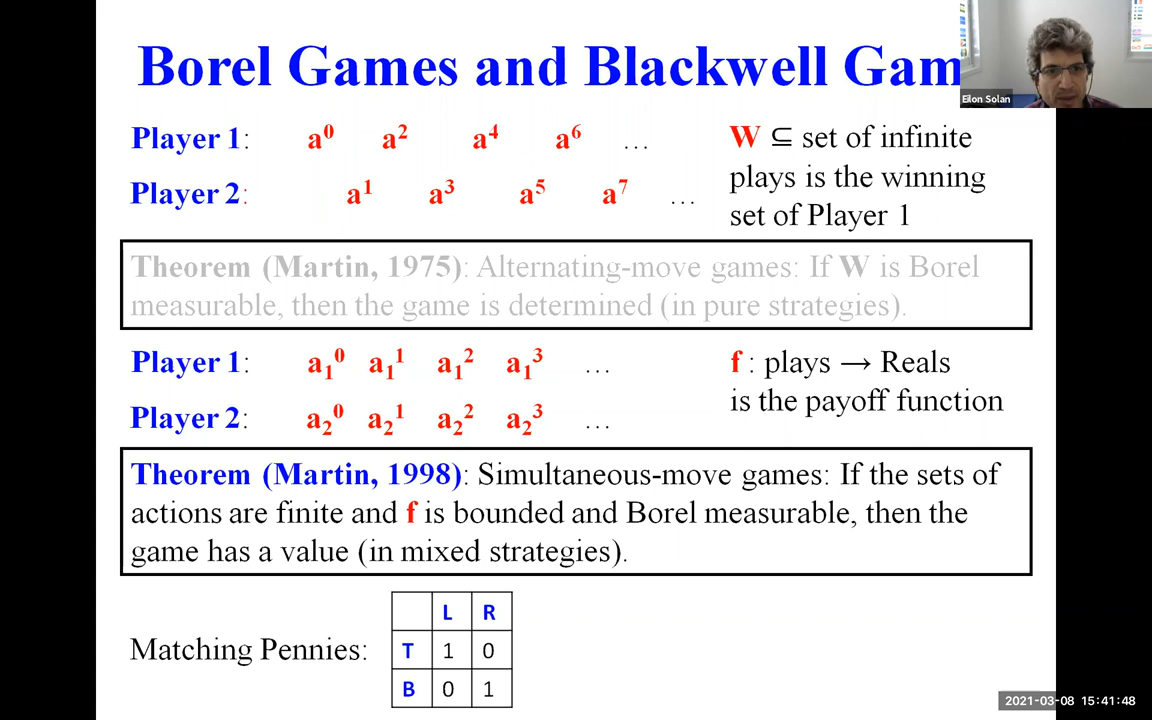 Borel Games and Blackwell Gam
Eilon Solan
Player 1: a⁰ a² a⁴ a⁶ …
Player 2: a¹ a³ a⁵ a⁷ …
W ⊆ set of infinite
plays is the winning
set of Player 1
Theorem (Martin, 1975): Alternating-move games: If W is Borel
measurable, then the game is determined (in pure strategies).
Player 1: a₁⁰ a₁¹ a₁² a₁³ …
Player 2: a₂⁰ a₂¹ a₂² a₂³ …
f : plays → Reals
is the payoff function
Theorem (Martin, 1998): Simultaneous-move games: If the sets of
actions are finite and f is bounded and Borel measurable, then the
game has a value (in mixed strategies).
Matching Pennies:
L R
T 1 0
B 0 1
2021-03-08 15:41:48